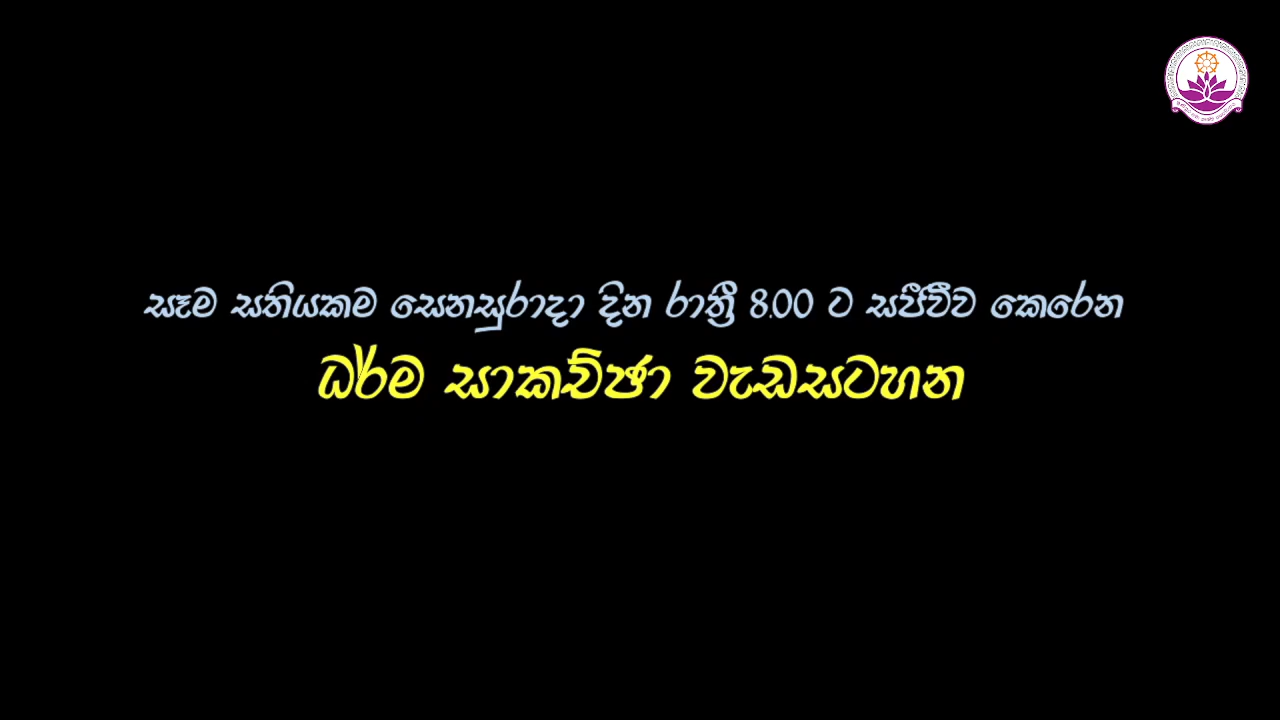 සෑම සතියකම සෙනසුරාදා දින රාත්‍රී 8.00 ට සජීවීව කෙරෙන
ධර්ම සාකච්ඡා වැඩසටහන